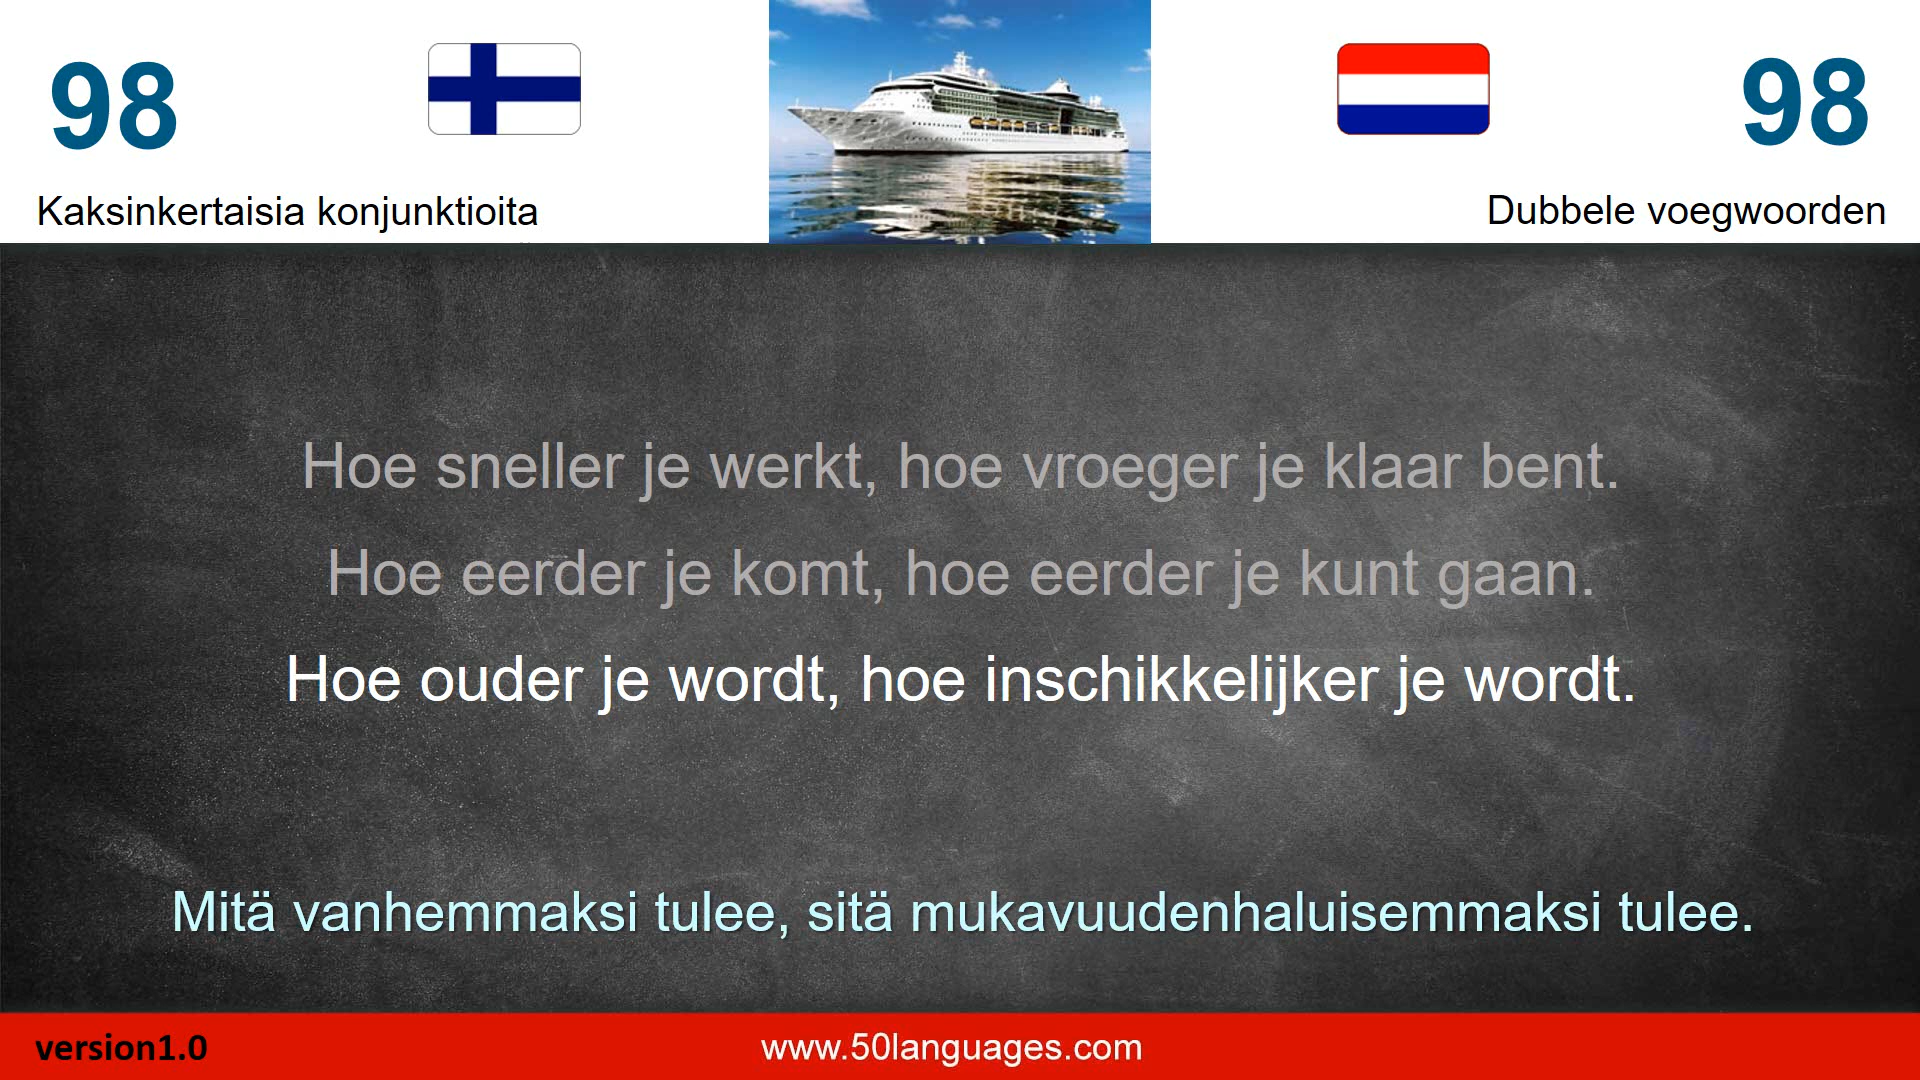 98
98
Kaksinkertaisia konjunktioita
Dubbele voegwoorden
Hoe sneller je werkt, hoe vroeger je klaar bent.
Hoe eerder je komt, hoe eerder je kunt gaan.
Hoe ouder je wordt, hoe inschikkelijker je wordt.
Mitä vanhemmaksi tulee, sitä mukavuudenhaluisemmaksi tulee.
version1.0
www.50languages.com